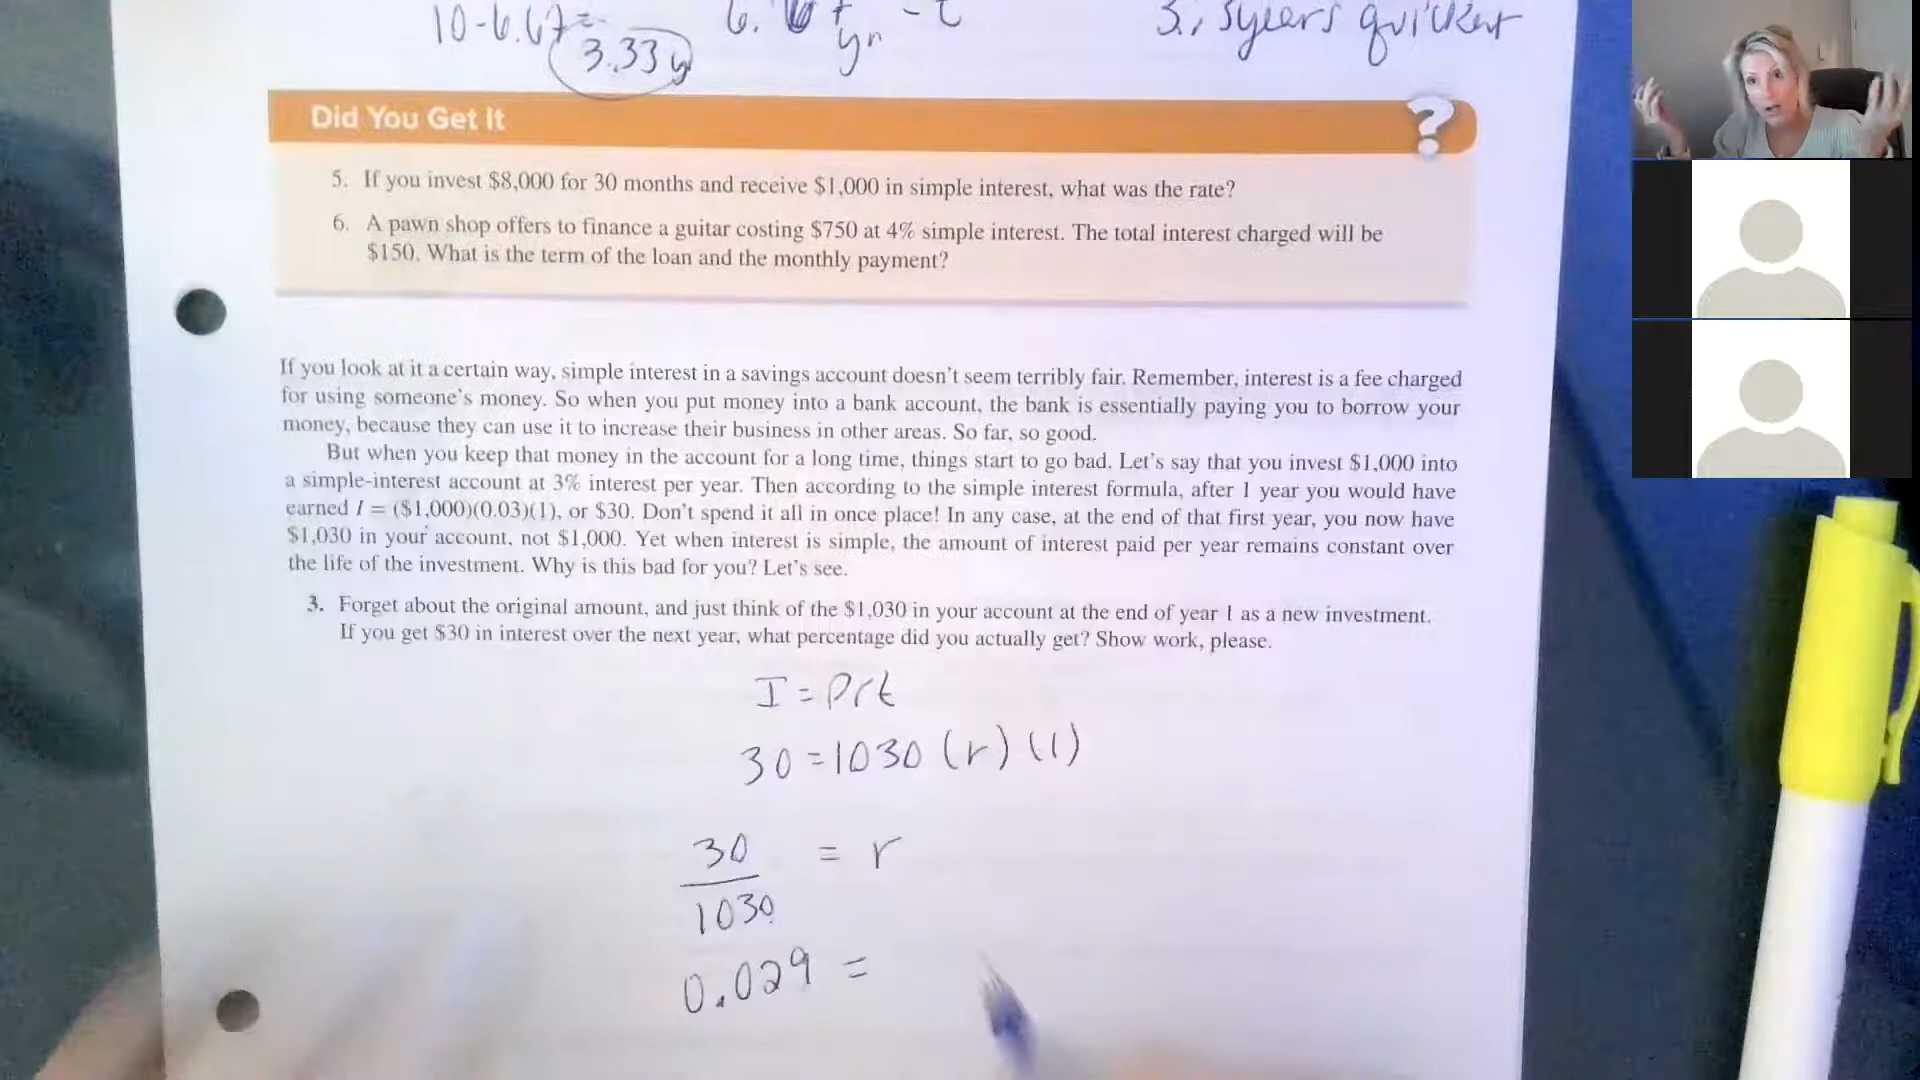 10-6.67=
3.33y
6. 6 + - t
yr
3., 5years quicker
Did You Get It
?
5. If you invest $8,000 for 30 months and receive $1,000 in simple interest, what was the rate?
6. A pawn shop offers to finance a guitar costing $750 at 4% simple interest. The total interest charged will be
$150. What is the term of the loan and the monthly payment?
If you look at it a certain way, simple interest in a savings account doesn't seem terribly fair. Remember, interest is a fee charged
for using someone's money. So when you put money into a bank account, the bank is essentially paying you to borrow your
money, because they can use it to increase their business in other areas. So far, so good.
But when you keep that money in the account for a long time, things start to go bad. Let's say that you invest $1,000 into
a simple-interest account at 3% interest per year. Then according to the simple interest formula, after 1 year you would have
earned I = ($1,000)(0.03)(1), or $30. Don't spend it all in once place! In any case, at the end of that first year, you now have
$1,030 in your account, not $1,000. Yet when interest is simple, the amount of interest paid per year remains constant over
the life of the investment. Why is this bad for you? Let's see.
3. Forget about the original amount, and just think of the $1,030 in your account at the end of year 1 as a new investment.
If you get $30 in interest over the next year, what percentage did you actually get? Show work, please.
I = Prt
30 = 1030 (r) (1)
30 = r
1030
0.029 =